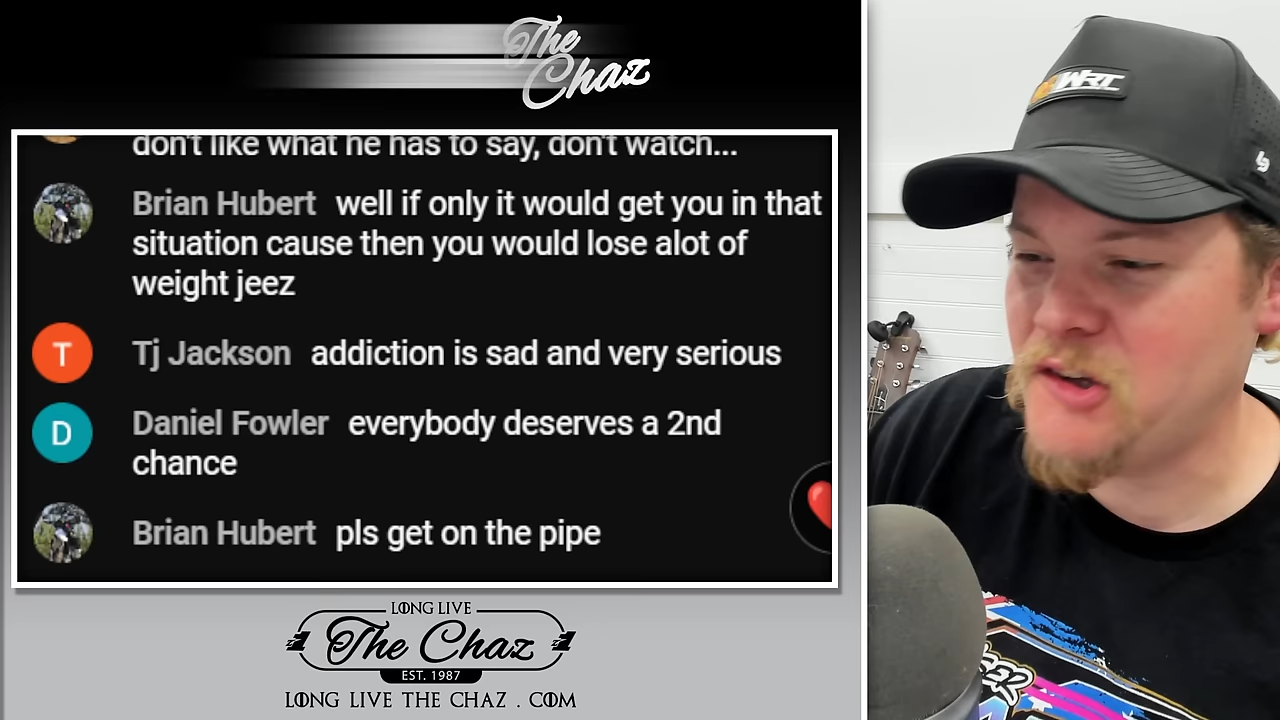 The
Chaz
don't like what he has to say, don't watch...
Brian Hubert well if only it would get you in that
situation cause then you would lose alot of
weight jeez
T Tj Jackson addiction is sad and very serious
D Daniel Fowler everybody deserves a 2nd
chance
Brian Hubert pls get on the pipe
LONG LIVE
The Chaz
EST. 1987
LONG LIVE THE CHAZ . COM
WRT